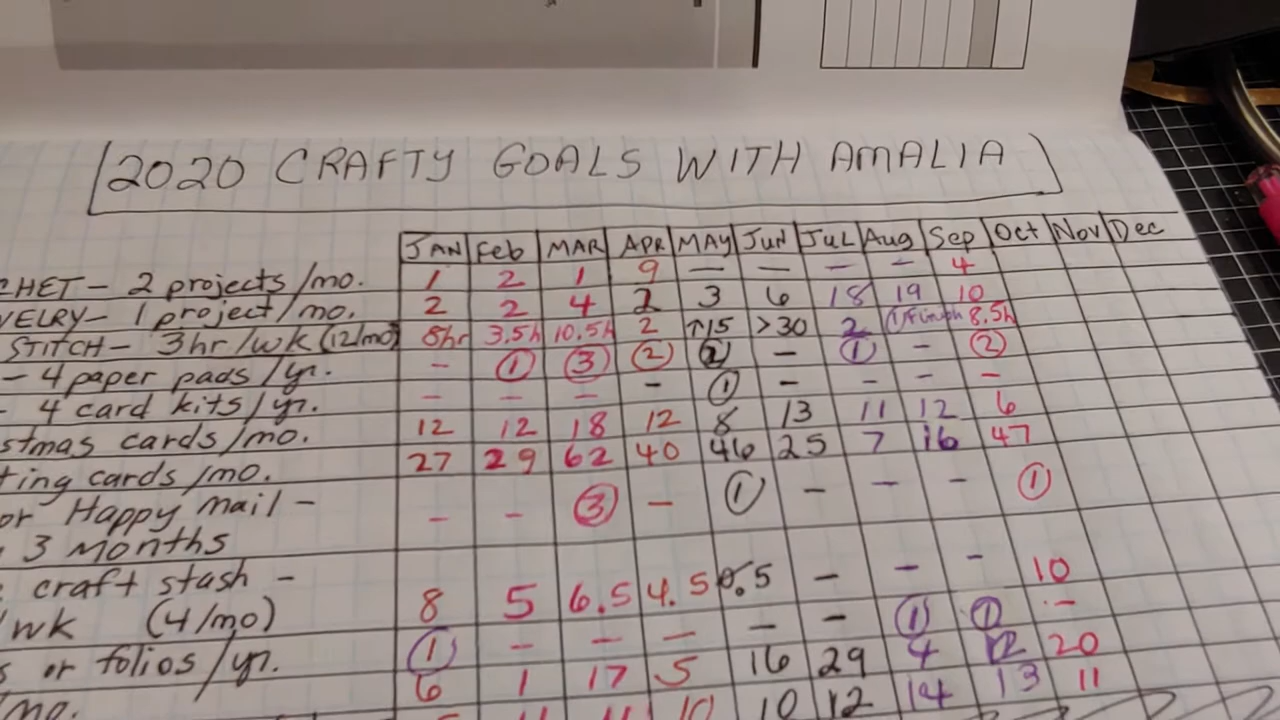 2020 CRAFTY GOALS WITH AMALIA
JAN Feb MAR APR MAY Jun JuL Aug Sep Oct Nov Dec
CHET - 2 projects/mo. 1 2 1 9 — — — - 4
ELRY - 1 project/mo. 2 2 4 2 3 6 18 19 10
STITCH - 3hr/wk (12/mo) 8hr 3.5h 10.5h 2 ↑15 >30 2 8.5h
- 4 paper pads/yr. - 1 3 2 2 - 1 - 2
- 4 card kits/yr. - - - - 1 - - - -
stmas cards/mo. 12 12 18 12 8 13 11 12 6
ting cards/mo. 27 29 62 40 46 25 7 16 47
or Happy mail - - - 3 - 1 - - - 1
3 MONTHS
craft stash - 8 5 6.5 4.5 .5 - - - 10
/wk (4/mo)
s or folios/yr. 1 - - - - - 1 1 -
/mo. 6 1 17 5 16 29 4 12 20
11 11 10 10 12 14 13 11